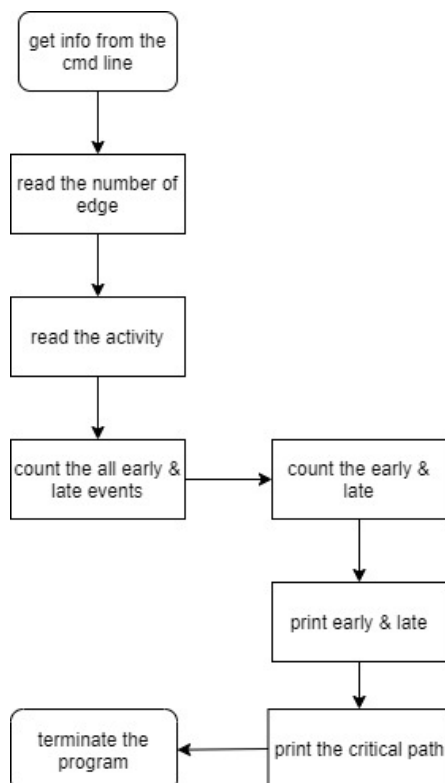 get info from the
cmd line
read the number of
edge
read the activity
count the all early &
late events
count the early &
late
print early & late
print the critical path
terminate the
program